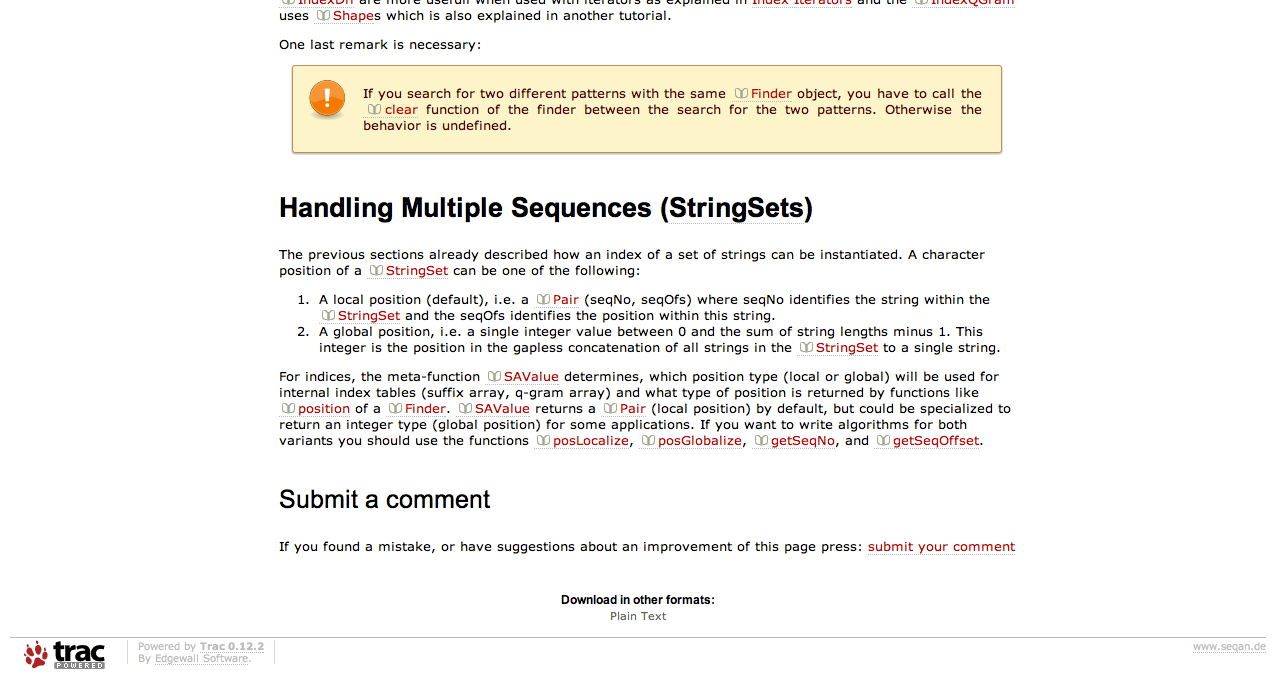 IndexDfi are more usefull when used with iterators as explained in Index Iterators and the IndexQGram
uses Shapes which is also explained in another tutorial.
One last remark is necessary:
If you search for two different patterns with the same Finder object, you have to call the
clear function of the finder between the search for the two patterns. Otherwise the
behavior is undefined.
Handling Multiple Sequences (StringSets)
The previous sections already described how an index of a set of strings can be instantiated. A character
position of a StringSet can be one of the following:
1. A local position (default), i.e. a Pair (seqNo, seqOfs) where seqNo identifies the string within the
StringSet and the seqOfs identifies the position within this string.
2. A global position, i.e. a single integer value between 0 and the sum of string lengths minus 1. This
integer is the position in the gapless concatenation of all strings in the StringSet to a single string.
For indices, the meta-function SAValue determines, which position type (local or global) will be used for
internal index tables (suffix array, q-gram array) and what type of position is returned by functions like
position of a Finder. SAValue returns a Pair (local position) by default, but could be specialized to
return an integer type (global position) for some applications. If you want to write algorithms for both
variants you should use the functions posLocalize, posGlobalize, getSeqNo, and getSeqOffset.
Submit a comment
If you found a mistake, or have suggestions about an improvement of this page press: submit your comment
Download in other formats:
Plain Text
trac
POWERED
Powered by Trac 0.12.2
By Edgewall Software.
www.seqan.de